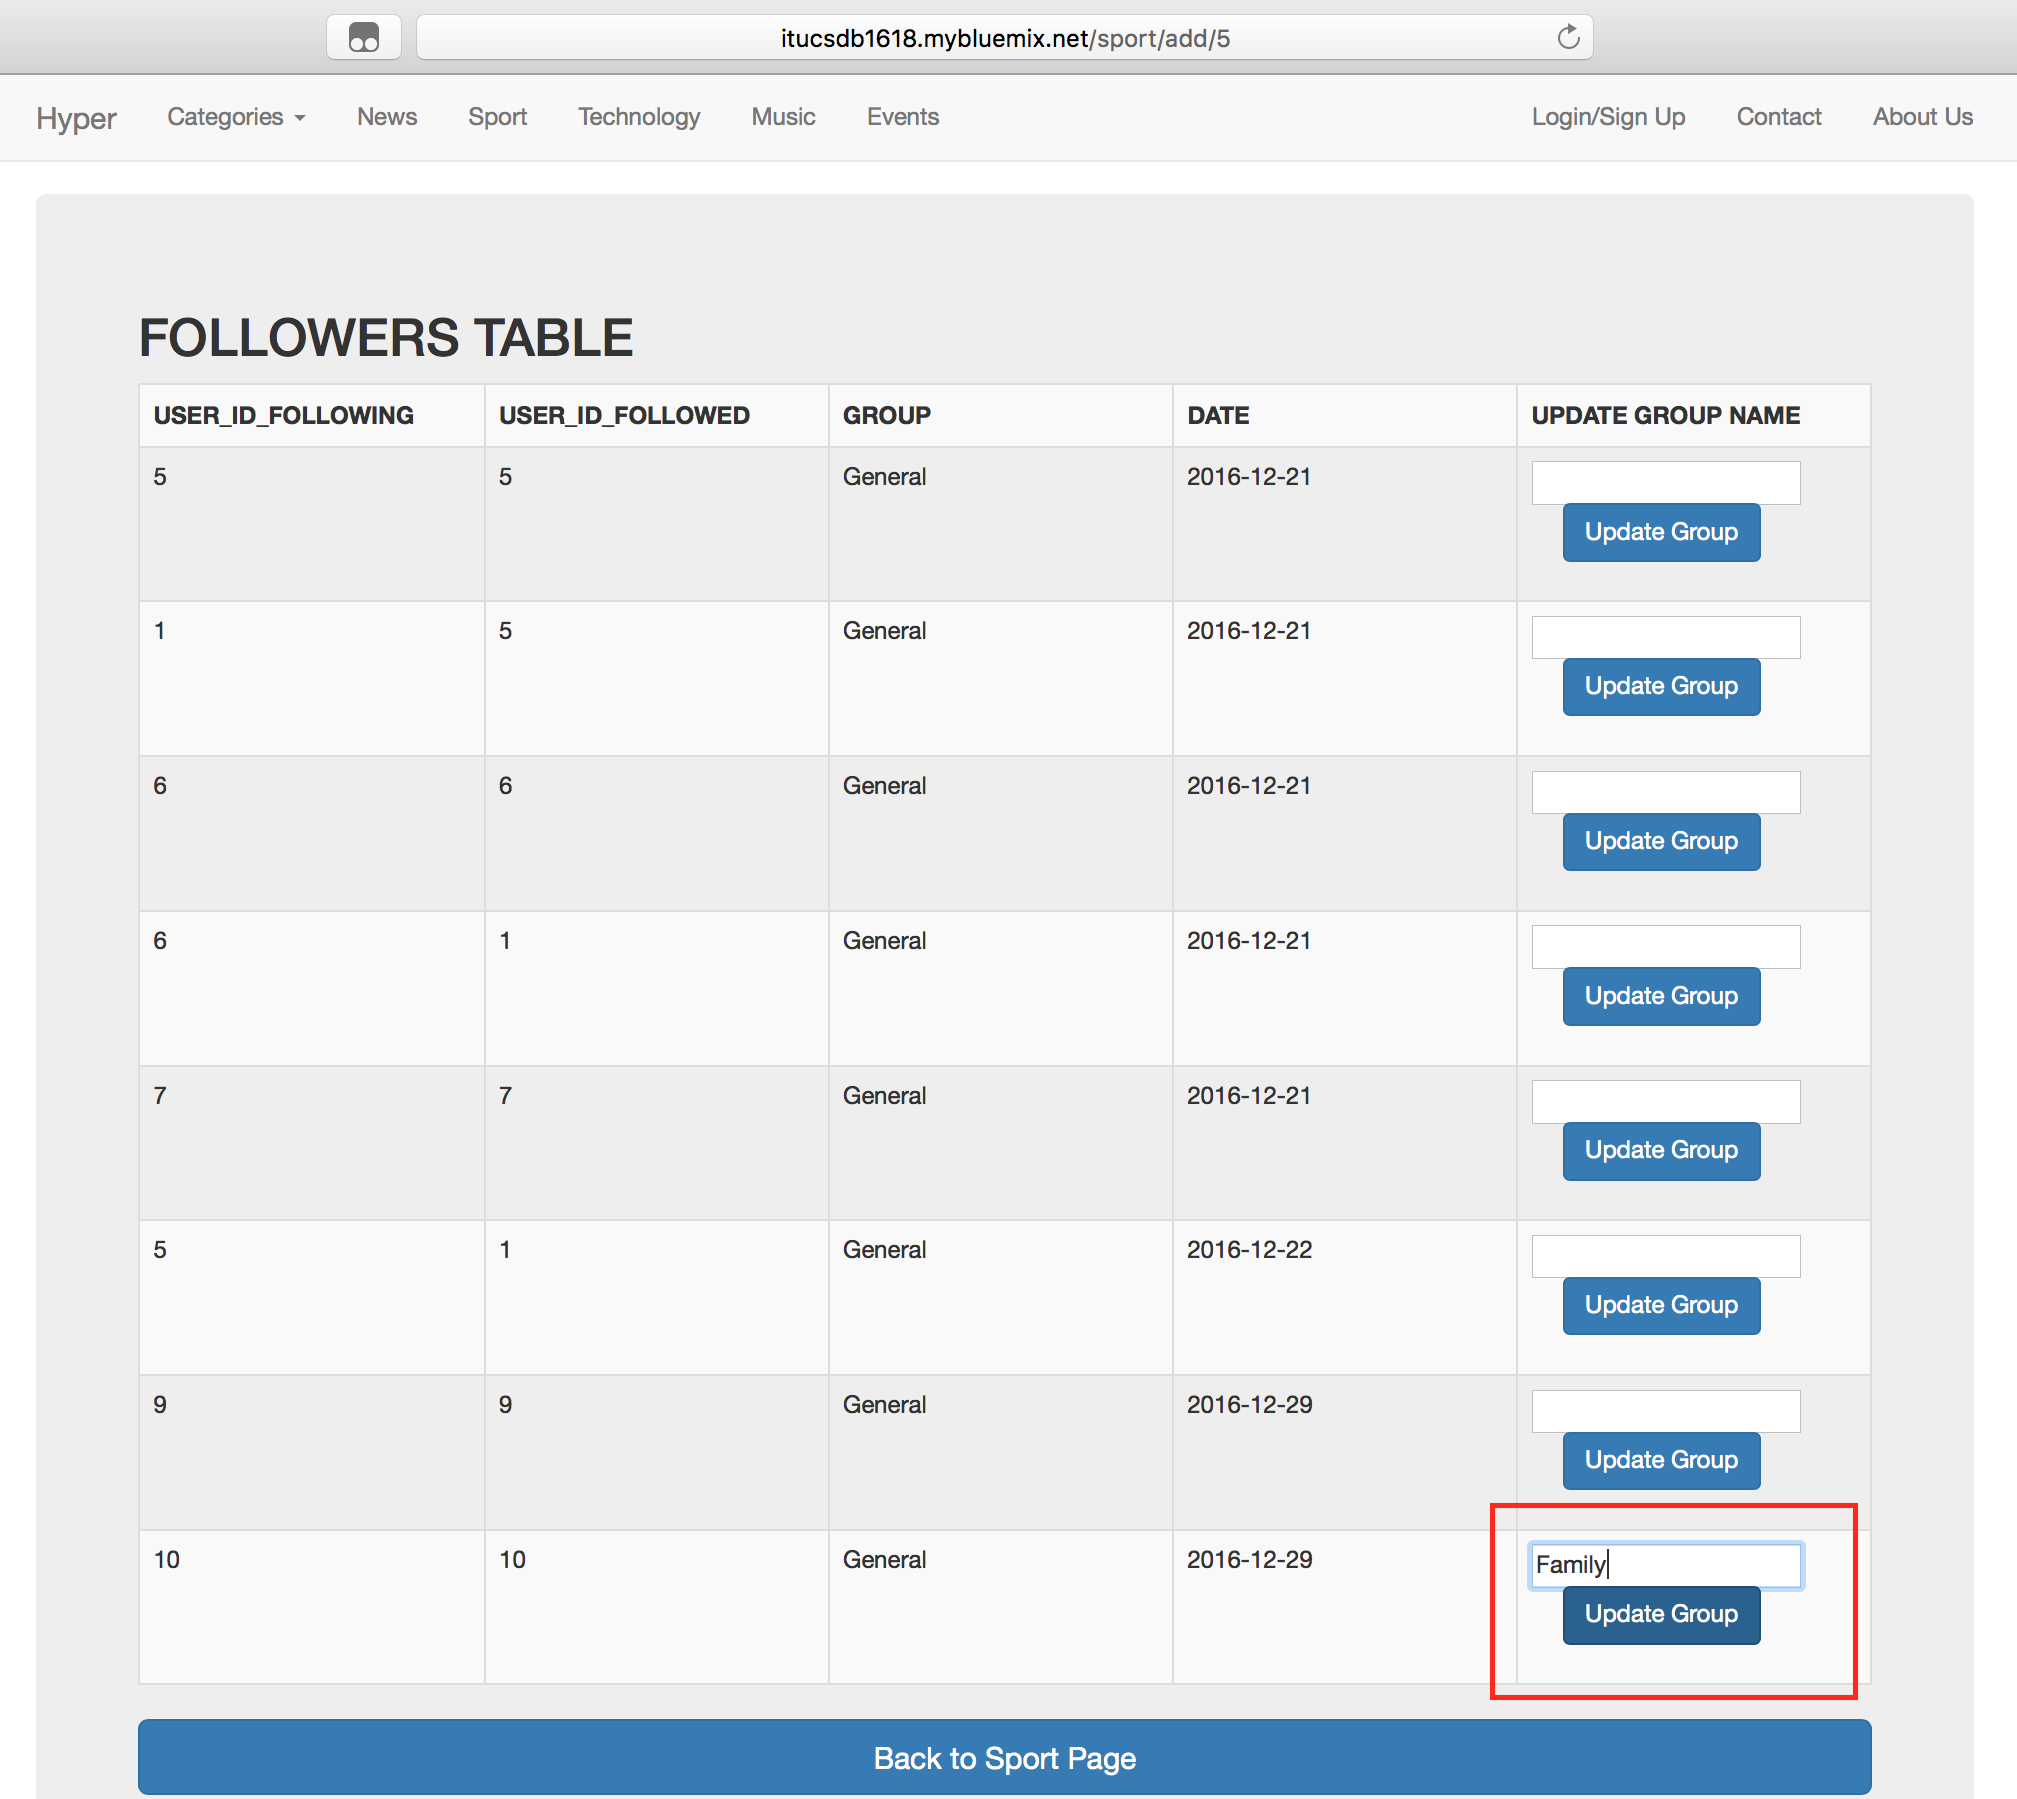 itucsdb1618.mybluemix.net/sport/add/5
Hyper Categories News Sport Technology Music Events Login/Sign Up Contact About Us
FOLLOWERS TABLE
USER_ID_FOLLOWING USER_ID_FOLLOWED GROUP DATE UPDATE GROUP NAME
5 5 General 2016-12-21
Update Group
1 5 General 2016-12-21
Update Group
6 6 General 2016-12-21
Update Group
6 1 General 2016-12-21
Update Group
7 7 General 2016-12-21
Update Group
5 1 General 2016-12-22
Update Group
9 9 General 2016-12-29
Update Group
10 10 General 2016-12-29 Family
Update Group
Back to Sport Page